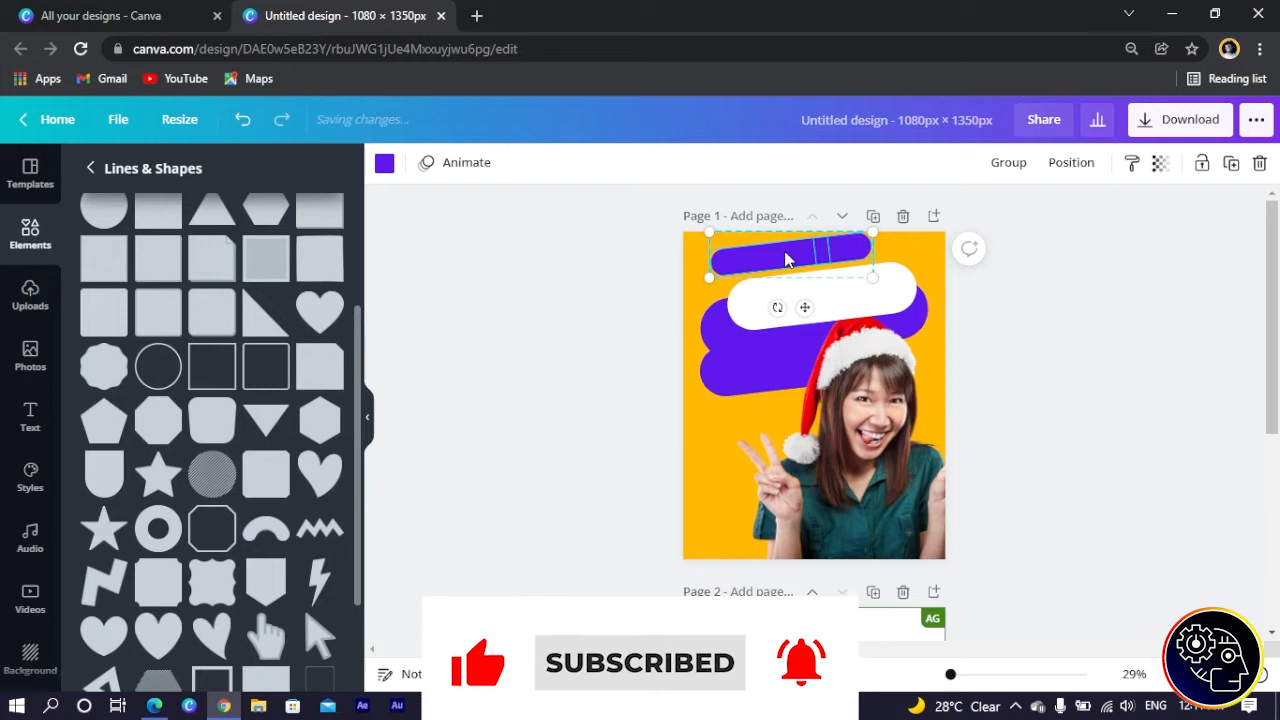 All your designs - Canva
Untitled design - 1080 × 1350px
canva.com/design/DAE0w5eB23Y/rbuJWG1jUe4Mxxuyjwu6pg/edit
Apps
Gmail
YouTube
Maps
Reading list
Home
File
Resize
Saving changes...
Untitled design - 1080px × 1350px
Share
Download
Templates
Elements
Uploads
Photos
Text
Styles
Audio
Videos
Background
Lines & Shapes
Animate
Group
Position
Page 1 - Add page...
Page 2 - Add page...
AG
SUBSCRIBED
Not
29%
Ae
Au
28°C Clear
ENG